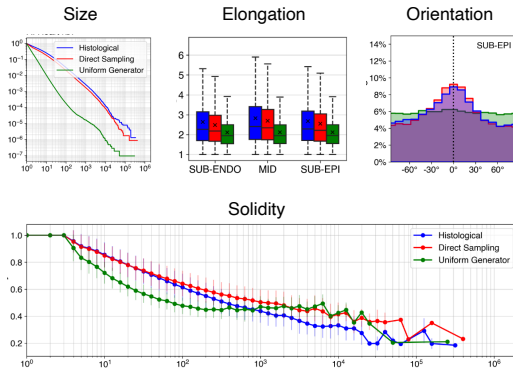 Size
Elongation
Orientation
10⁰
10⁻¹
10⁻²
10⁻³
10⁻⁴
10⁻⁵
10⁻⁶
10⁻⁷
Histological
Direct Sampling
Uniform Generator
10⁰ 10¹ 10² 10³ 10⁴ 10⁵ 10⁶
6
5
4
3
2
1
SUB-ENDO MID SUB-EPI
14%
12%
10%
8%
6%
4%
2%
0%
SUB-EPI
-60° -30° 0° 30° 60°
Solidity
1.0
0.8
0.6
0.4
0.2
Histological
Direct Sampling
Uniform Generator
10⁰ 10¹ 10² 10³ 10⁴ 10⁵ 10⁶